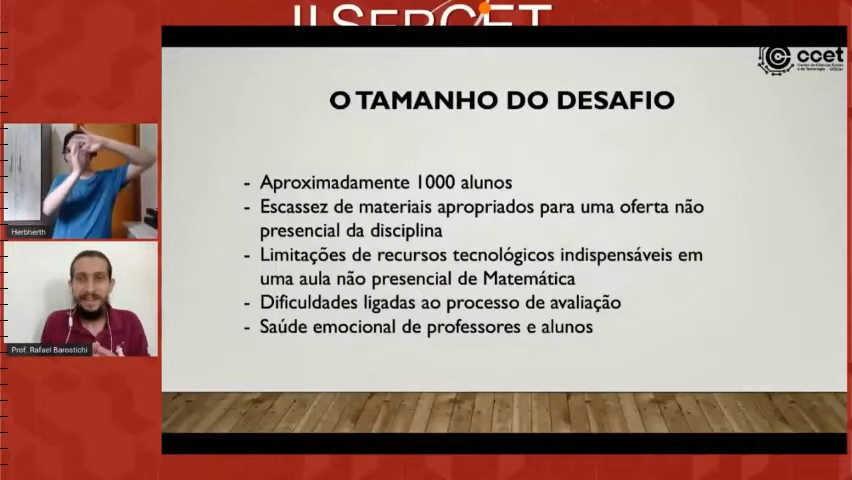 II SERCET
ccet
O TAMANHO DO DESAFIO
- Aproximadamente 1000 alunos
- Escassez de materiais apropriados para uma oferta não
presencial da disciplina
- Limitações de recursos tecnológicos indispensáveis em
uma aula não presencial de Matemática
- Dificuldades ligadas ao processo de avaliação
- Saúde emocional de professores e alunos
Herbherth
Prof. Rafael Barostichi